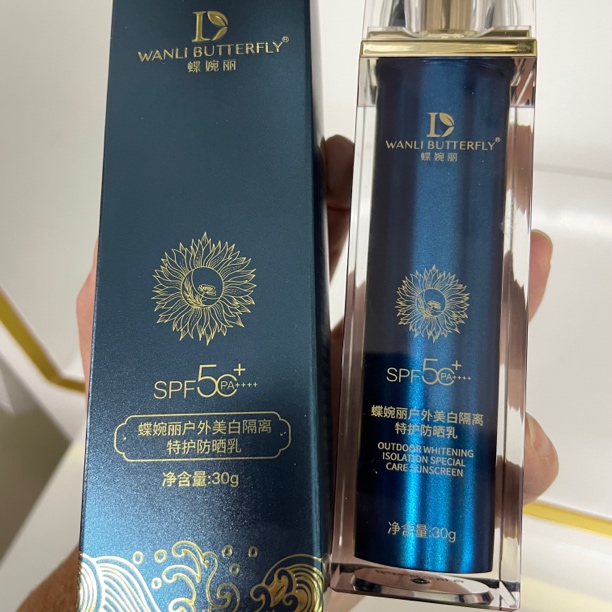 WANLI BUTTERFLY®
蝶婉丽
SPF50+
PA++++
蝶婉丽户外美白隔离
特护防晒乳
净含量:30g
WANLI BUTTERFLY®
蝶婉丽
SPF50+
PA++++
蝶婉丽户外美白隔离
特护防晒乳
OUTDOOR WHITENING
ISOLATION SPECIAL
CARE SUNSCREEN
净含量:30g